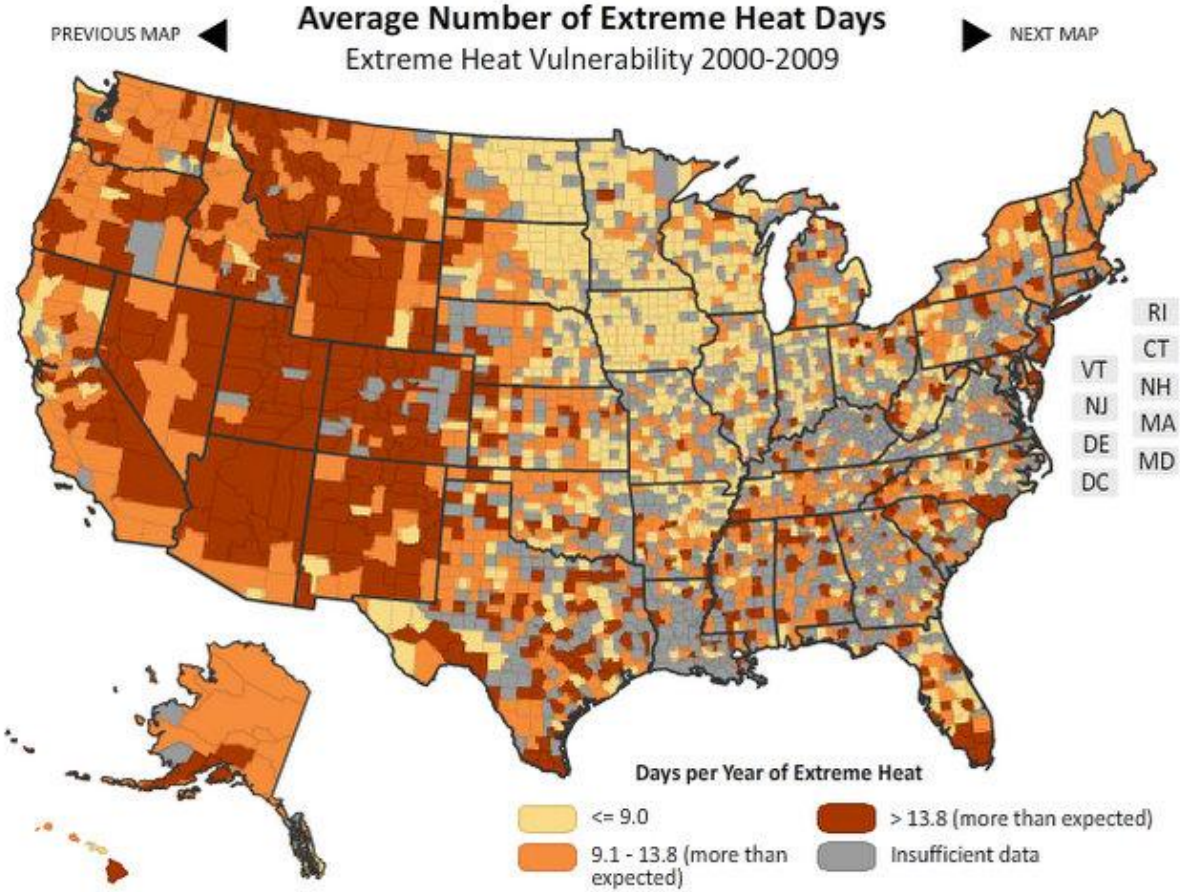 Average Number of Extreme Heat Days
PREVIOUS MAP
NEXT MAP
Extreme Heat Vulnerability 2000-2009
RI
CT
VT
NH
NJ
MA
DE
MD
DC
Days per Year of Extreme Heat
<= 9.0
> 13.8 (more than expected)
9.1 - 13.8 (more than
expected)
Insufficient data